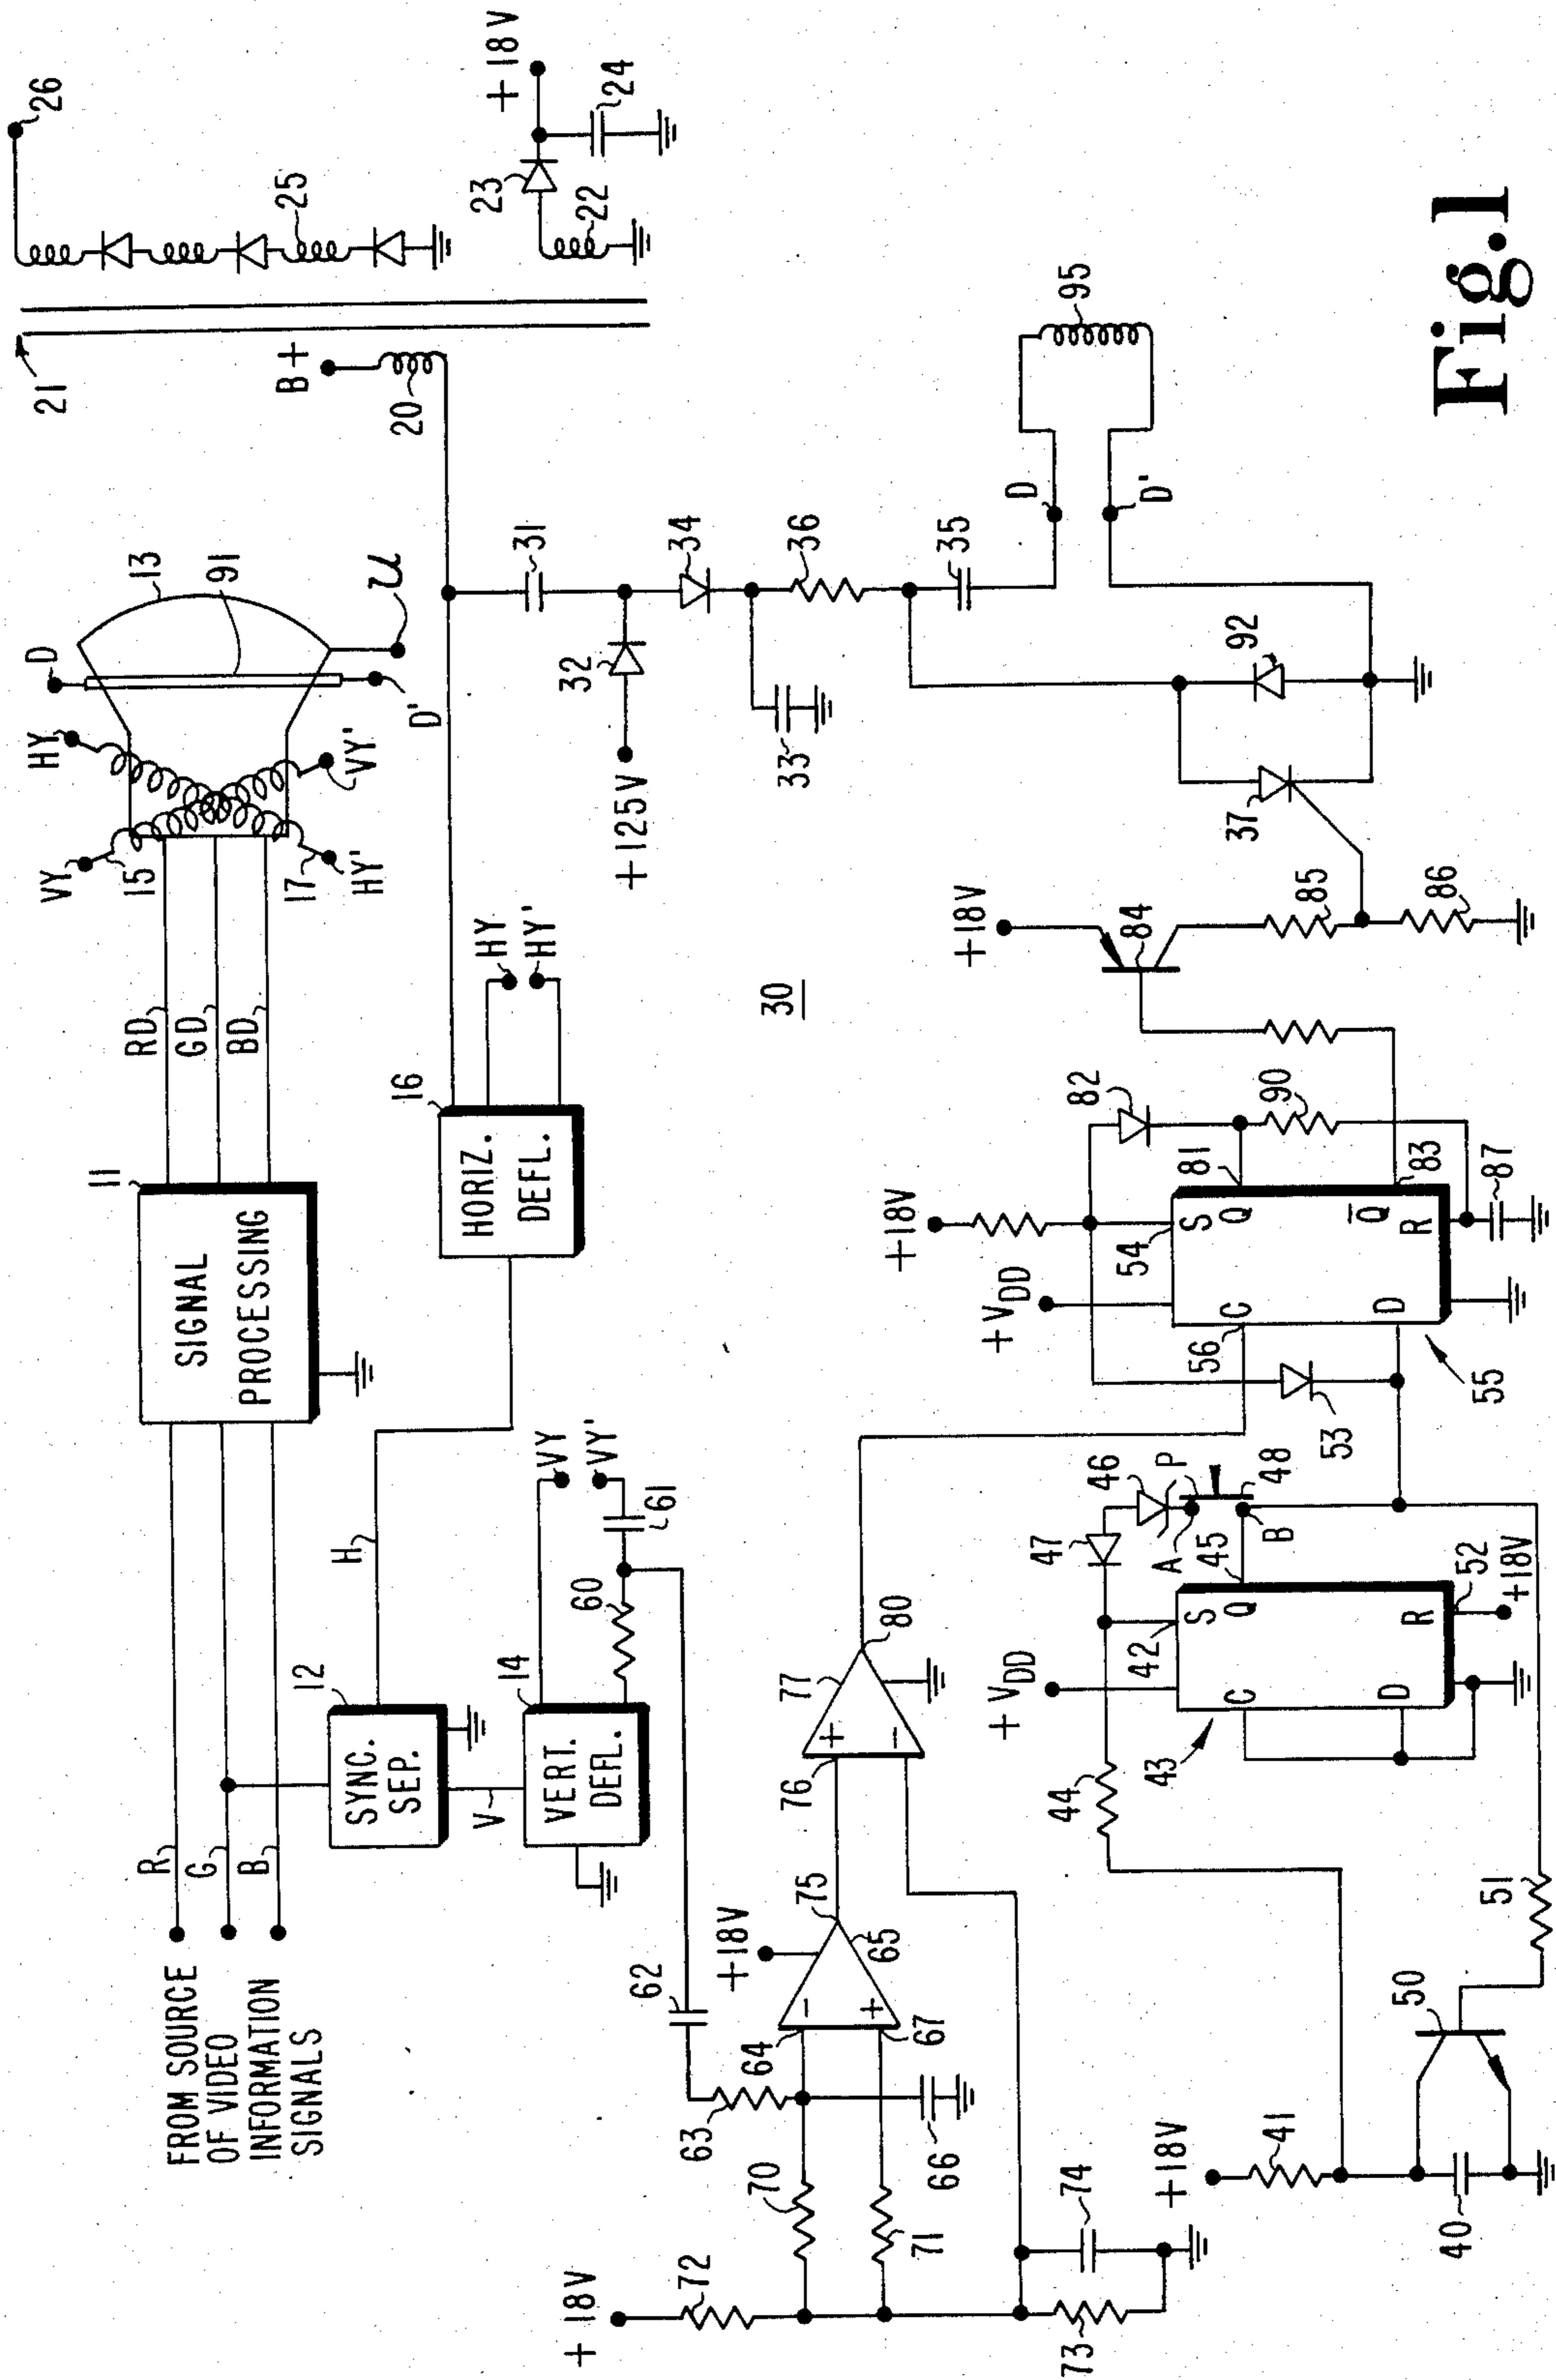 26
+18V
23
24
22
25
21
B+
20
13
91
u
D
D'
HY
VY'
VY
15
17
HY'
RD
GD
BD
11
SIGNAL
PROCESSING
R
G
B
FROM SOURCE
OF VIDEO
INFORMATION
SIGNALS
16
HORIZ.
DEFL.
HY
HY'
H
12
SYNC.
SEP.
V
14
VERT.
DEFL.
VY
VY'
60
61
31
32
+125V
34
33
36
35
D
D'
95
92
37
30
+18V
84
85
86
82
90
81
83
87
+18V
+VDD
54
S
Q
Q
R
C
D
56
55
53
62
63
+18V
64
65
67
75
76
77
80
+
-
-
+
66
70
71
72
+18V
73
74
+VDD
47
46
P
A
B
48
45
42
S
Q
C
D
R
52
+18V
43
44
51
50
+18V
41
40
Fig.1